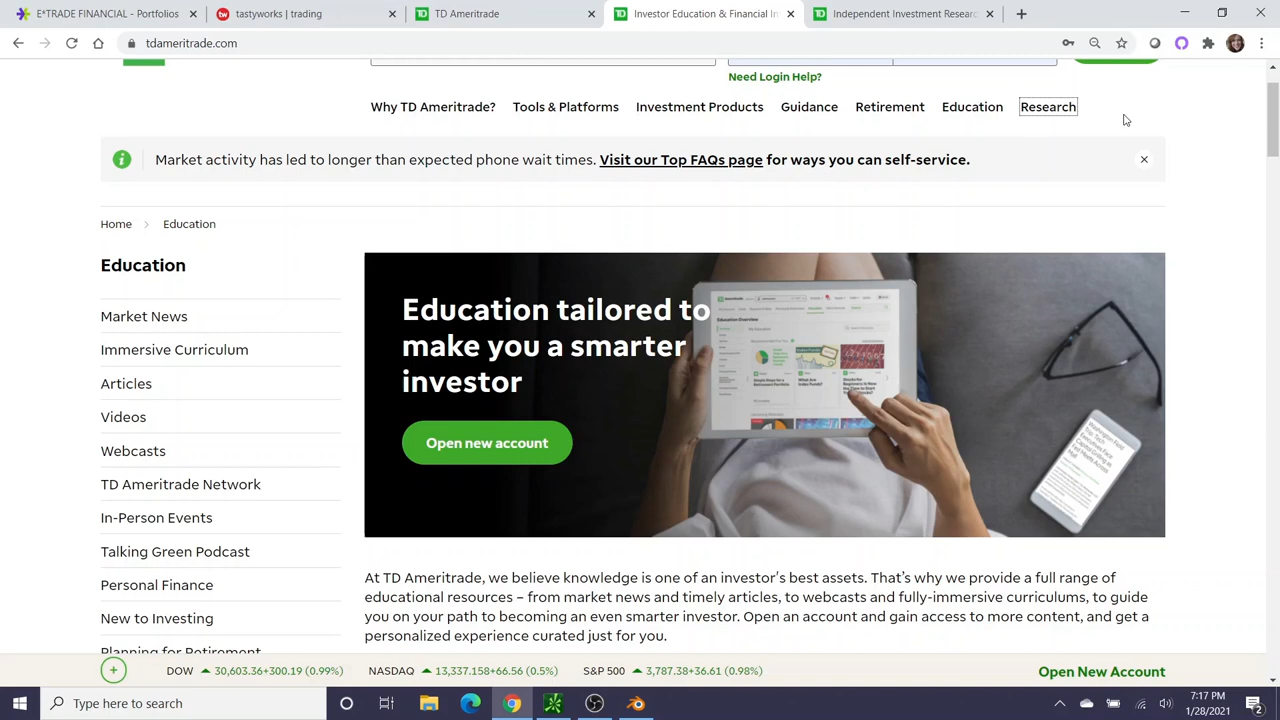 E*TRADE FINANCIAL - Portfolios
tastyworks | trading
TD Ameritrade
Investor Education & Financial In
Independent Investment Researc
tdameritrade.com
Need Login Help?
Why TD Ameritrade?
Tools & Platforms
Investment Products
Guidance
Retirement
Education
Research
Market activity has led to longer than expected phone wait times. Visit our Top FAQs page for ways you can self-service.
Home
Education
Education
Market News
Immersive Curriculum
Articles
Videos
Webcasts
TD Ameritrade Network
In-Person Events
Talking Green Podcast
Personal Finance
New to Investing
Planning for Retirement
Education tailored to
make you a smarter
investor
Open new account
At TD Ameritrade, we believe knowledge is one of an investor's best assets. That's why we provide a full range of
educational resources – from market news and timely articles, to webcasts and fully-immersive curriculums, to guide
you on your path to becoming an even smarter investor. Open an account and gain access to more content, and get a
personalized experience curated just for you.
DOW 30,603.36+300.19 (0.99%)
NASDAQ 13,337.158+66.56 (0.5%)
S&P 500 3,787.38+36.61 (0.98%)
Open New Account
Type here to search
7:17 PM
1/28/2021
2